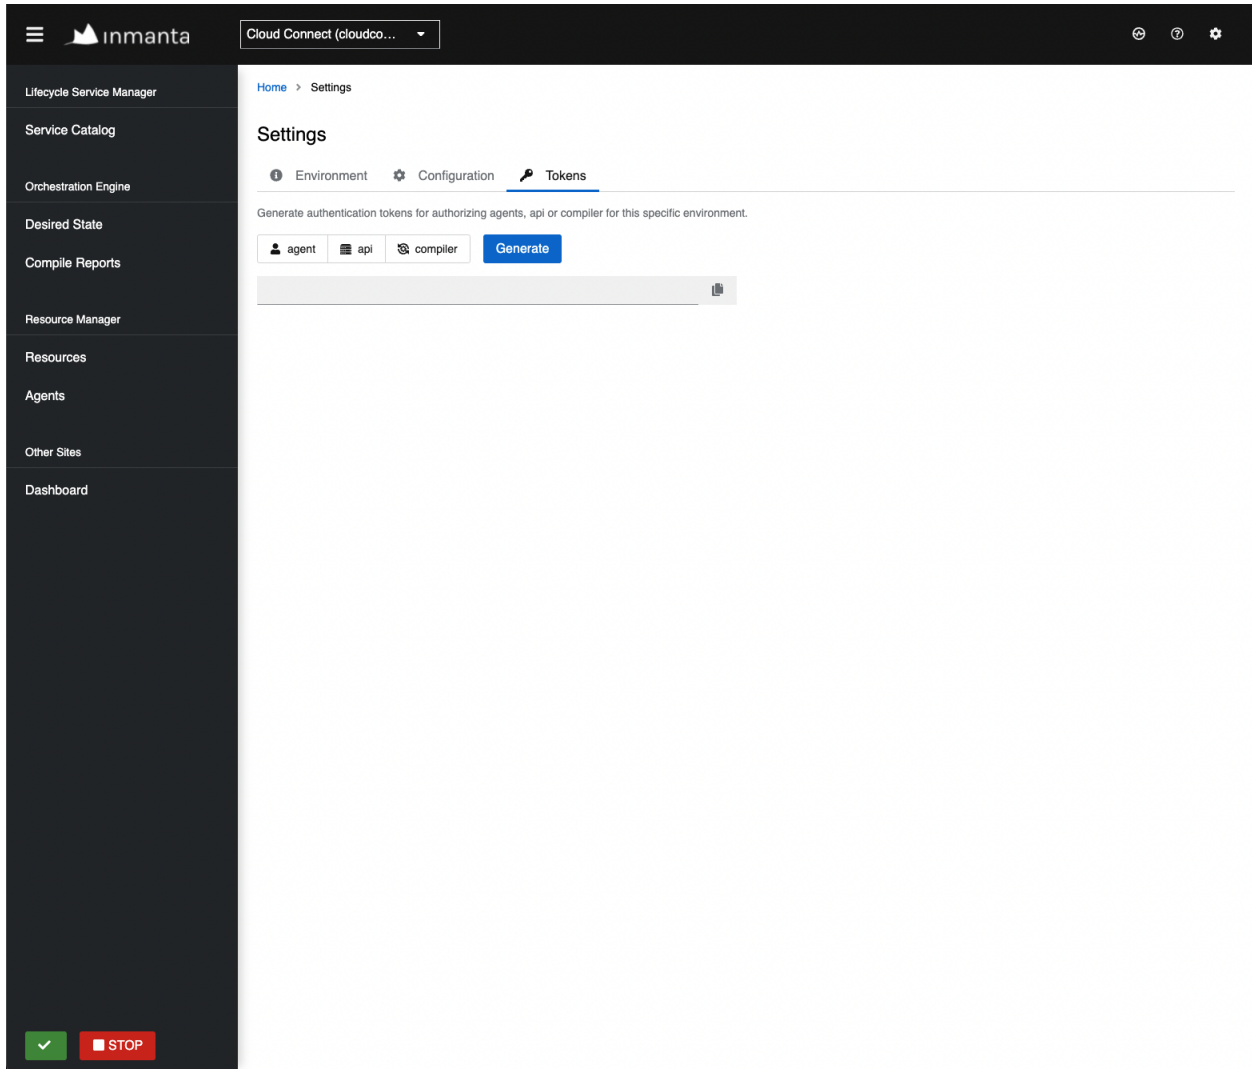 inmanta
Cloud Connect (cloudco...
Lifecycle Service Manager
Service Catalog
Orchestration Engine
Desired State
Compile Reports
Resource Manager
Resources
Agents
Other Sites
Dashboard
STOP
Home > Settings
Settings
Environment Configuration Tokens
Generate authentication tokens for authorizing agents, api or compiler for this specific environment.
agent api compiler Generate